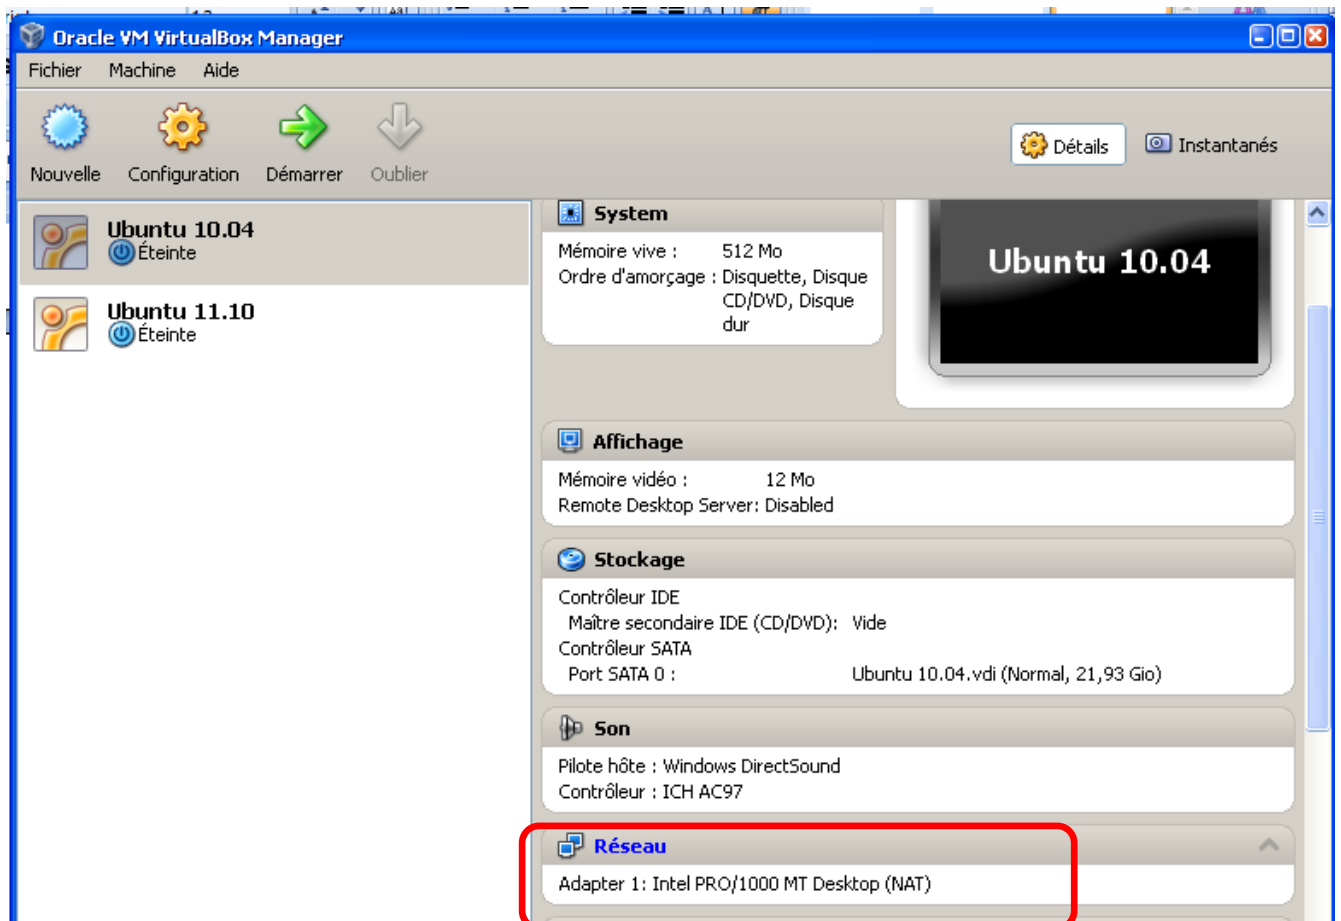 Oracle VM VirtualBox Manager
Fichier Machine Aide
Nouvelle Configuration Démarrer Oublier
Détails Instantanés
Ubuntu 10.04
Éteinte
Ubuntu 11.10
Éteinte
System
Mémoire vive : 512 Mo
Ordre d'amorçage : Disquette, Disque
CD/DVD, Disque
dur
Ubuntu 10.04
Affichage
Mémoire vidéo : 12 Mo
Remote Desktop Server: Disabled
Stockage
Contrôleur IDE
Maître secondaire IDE (CD/DVD): Vide
Contrôleur SATA
Port SATA 0 : Ubuntu 10.04.vdi (Normal, 21,93 Gio)
Son
Pilote hôte : Windows DirectSound
Contrôleur : ICH AC97
Réseau
Adapter 1: Intel PRO/1000 MT Desktop (NAT)